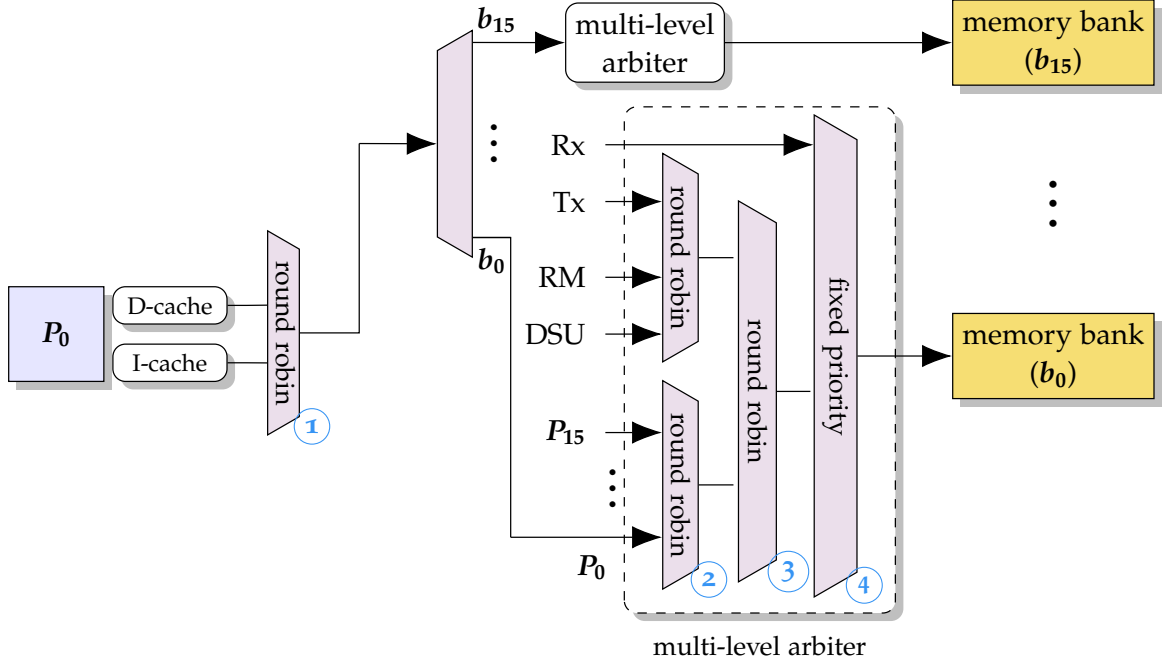 b15
multi-level
arbiter
memory bank
(b15)
Rx
Tx
RM
DSU
round robin
round robin
fixed priority
b0
P0
D-cache
I-cache
round robin
1
memory bank
(b0)
P15
P0
round robin
2
3
4
multi-level arbiter